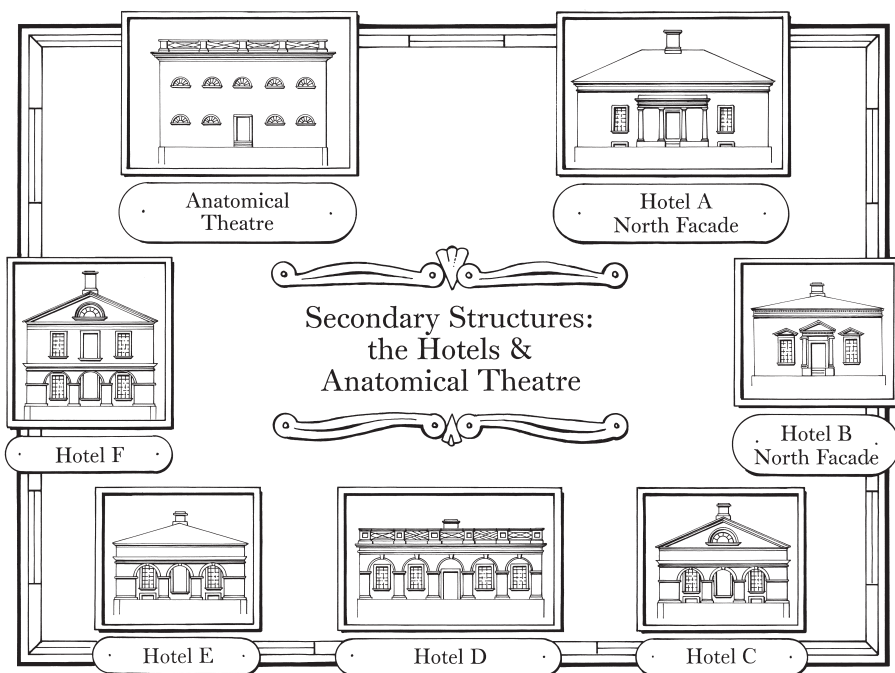 Anatomical
Theatre
Hotel A
North Facade
Secondary Structures:
the Hotels &
Anatomical Theatre
Hotel F
Hotel B
North Facade
Hotel E
Hotel D
Hotel C